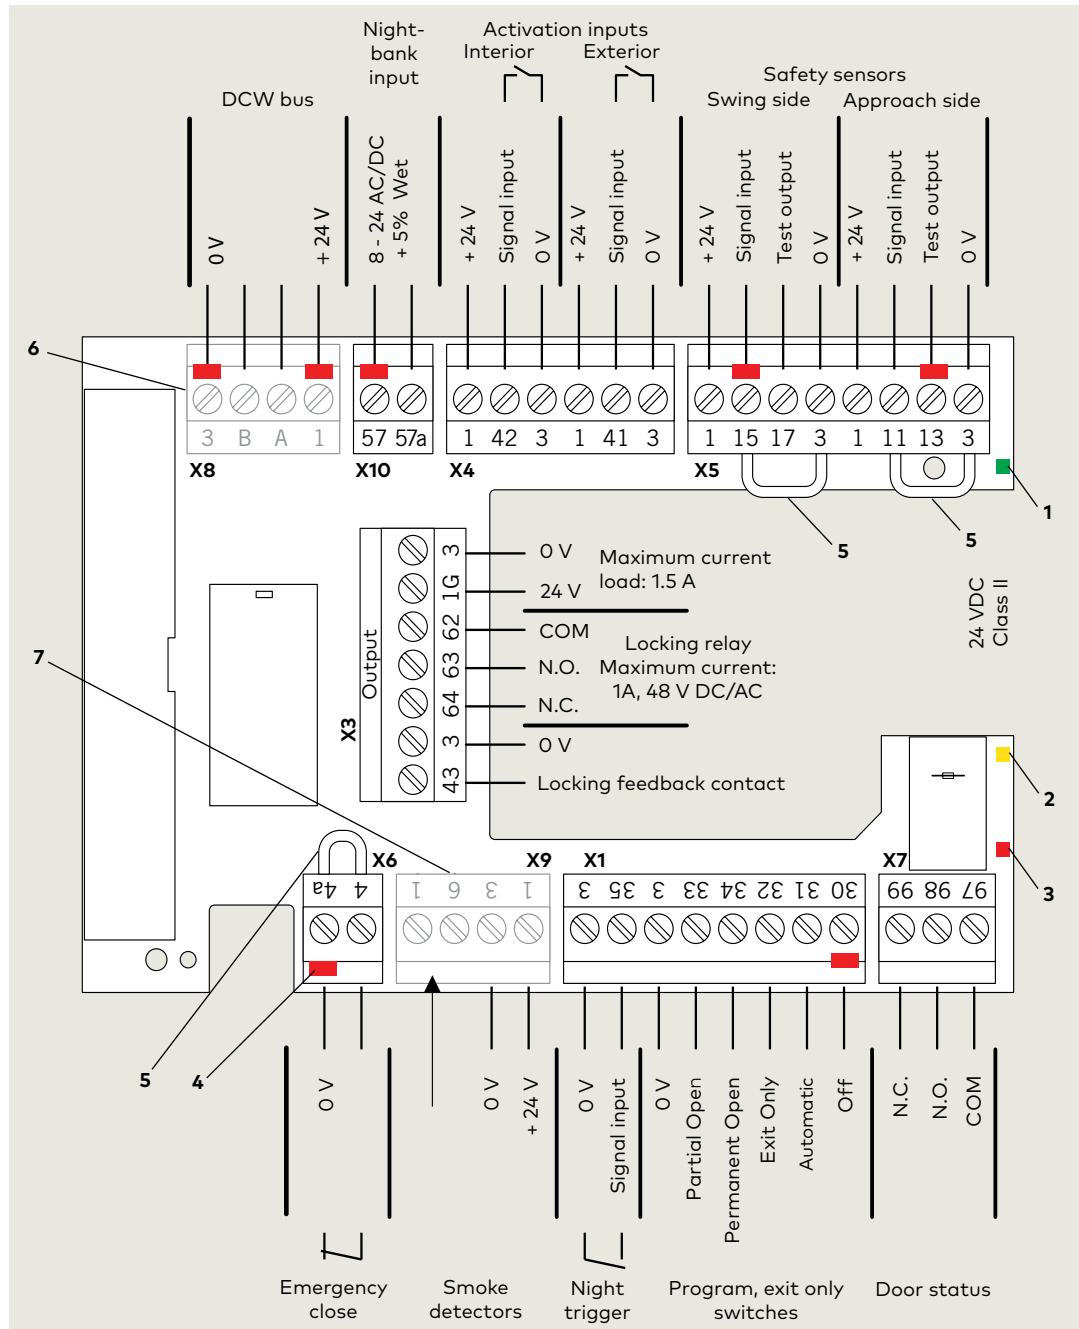 Night-
bank
input
Activation inputs
Interior
Exterior
Safety sensors
Swing side
Approach side
DCW bus
0 V
+ 24 V
8 - 24 AC/DC
+ 5% Wet
+ 24 V
Signal input
0 V
+ 24 V
Signal input
0 V
+ 24 V
Signal input
Test output
0 V
+ 24 V
Signal input
Test output
0 V
6
3 B A 1
57 57a
1 42 3 1 41 3
1 15 17 3 1 11 13 3
X8
X10
X4
X5
1
5
5
24 VDC
Class II
Output
X3
3
1G
62
63
64
3
43
0 V
24 V
Maximum current
load: 1.5 A
COM
N.O.
N.C.
Locking relay
Maximum current:
1A, 48 V DC/AC
0 V
Locking feedback contact
7
2
3
X6
X9
X1
X7
4a 4
1 6 3 1
3 35 3 33 34 32 31 30
99 98 97
5
4
0 V
0 V
+ 24 V
0 V
Signal input
0 V
Partial Open
Permanent Open
Exit Only
Automatic
Off
N.C.
N.O.
COM
Emergency
close
Smoke
detectors
Night
trigger
Program, exit only
switches
Door status